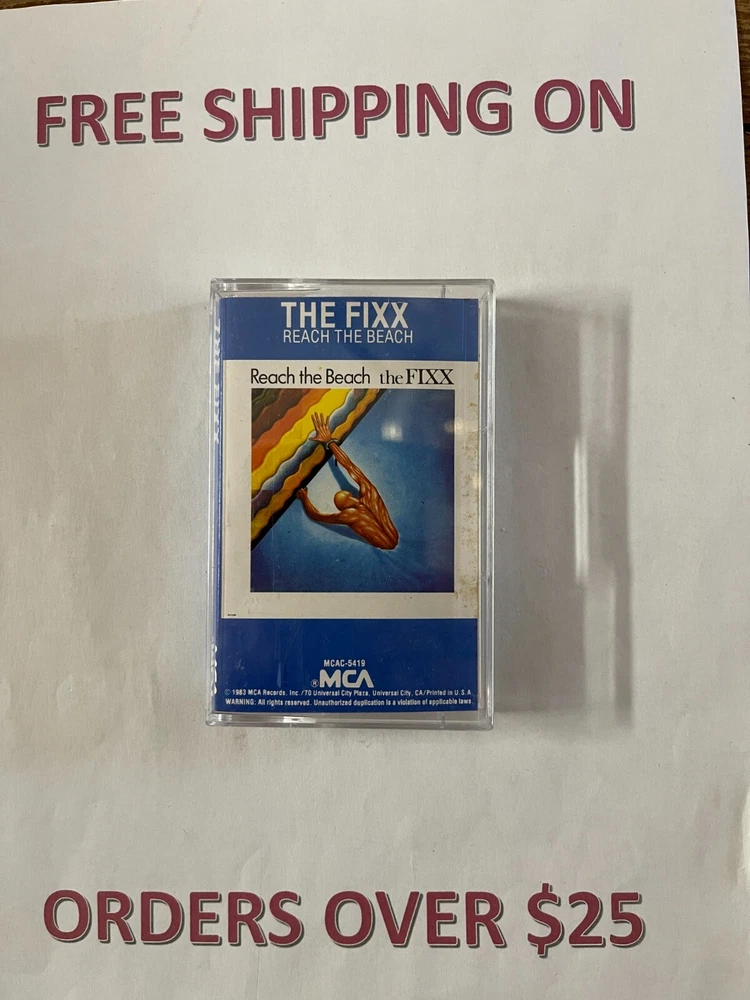 FREE SHIPPING ON
THE FIXX
REACH THE BEACH
Reach the Beach the FIXX
MCAC-5419
®MCA
© 1983 MCA Records, Inc./70 Universal City Plaza, Universal City, CA/Printed in U.S.A.
WARNING: All rights reserved. Unauthorized duplication is a violation of applicable laws.
ORDERS OVER $25